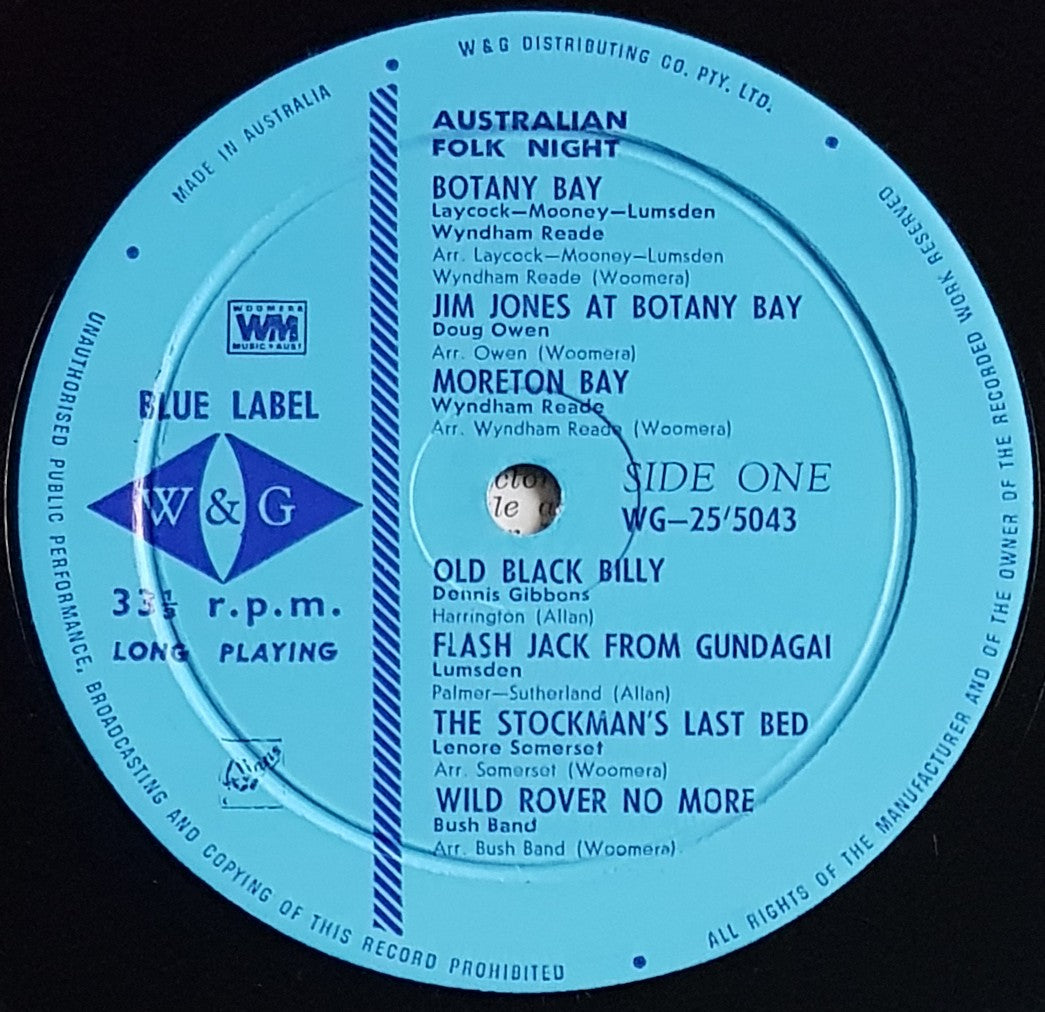 W & G DISTRIBUTING CO. PTY. LTD.
MADE IN AUSTRALIA
AUSTRALIAN
FOLK NIGHT
BOTANY BAY
Laycock—Mooney—Lumsden
Wyndham Reade
Arr. Laycock—Mooney—Lumsden
Wyndham Reade (Woomera)
JIM JONES AT BOTANY BAY
Doug Owen
Arr. Owen (Woomera)
MORETON BAY
Wyndham Reade
Arr. Wyndham Reade (Woomera)
WOOMERA
WM
MUSIC • AUST
BLUE LABEL
W & G
33⅓ r.p.m.
LONG PLAYING
SIDE ONE
WG—25/5043
OLD BLACK BILLY
Dennis Gibbons
Harrington (Allan)
FLASH JACK FROM GUNDAGAI
Lumsden
Palmer—Sutherland (Allan)
THE STOCKMAN'S LAST BED
Lenore Somerset
Arr. Somerset (Woomera)
WILD ROVER NO MORE
Bush Band
Arr. Bush Band (Woomera)
UNAUTHORISED PUBLIC PERFORMANCE, BROADCASTING AND COPYING OF THIS RECORD PROHIBITED
ALL RIGHTS OF THE MANUFACTURER AND OF THE OWNER OF THE RECORDED WORK RESERVED